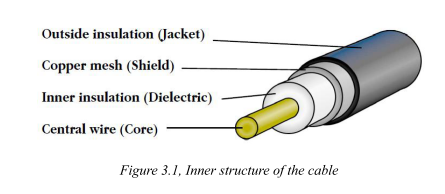 Outside insulation (Jacket)
Copper mesh (Shield)
Inner insulation (Dielectric)
Central wire (Core)
Figure 3.1, Inner structure of the cable